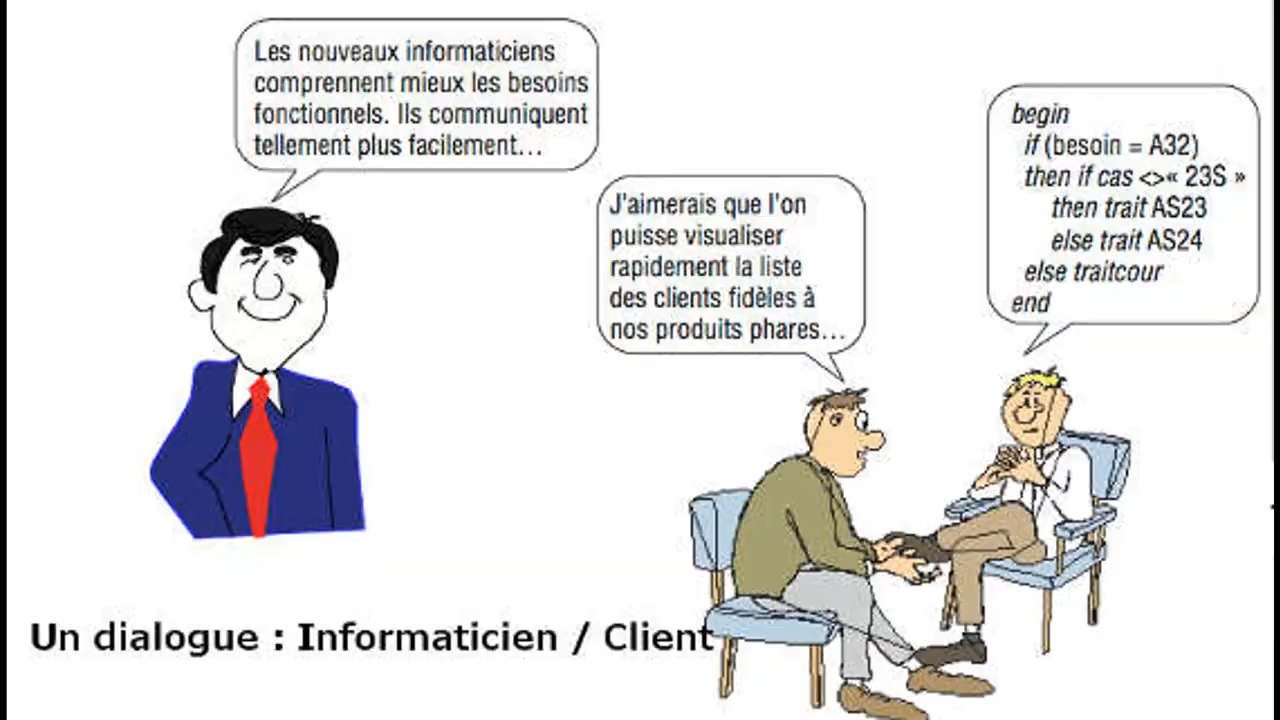 Les nouveaux informaticiens
comprennent mieux les besoins
fonctionnels. Ils communiquent
tellement plus facilement…
J'aimerais que l'on
puisse visualiser
rapidement la liste
des clients fidèles à
nos produits phares…
begin
if (besoin = A32)
then if cas <>« 23S »
then trait AS23
else trait AS24
else traitcour
end
Un dialogue : Informaticien / Client